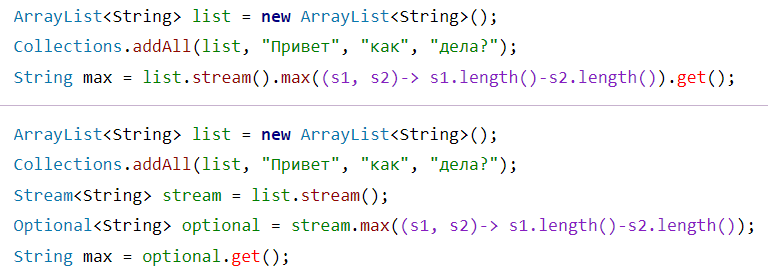 ArrayList<String> list = new ArrayList<String>();
Collections.addAll(list, "Привет", "как", "дела?");
String max = list.stream().max((s1, s2)-> s1.length()-s2.length()).get();
ArrayList<String> list = new ArrayList<String>();
Collections.addAll(list, "Привет", "как", "дела?");
Stream<String> stream = list.stream();
Optional<String> optional = stream.max((s1, s2)-> s1.length()-s2.length());
String max = optional.get();